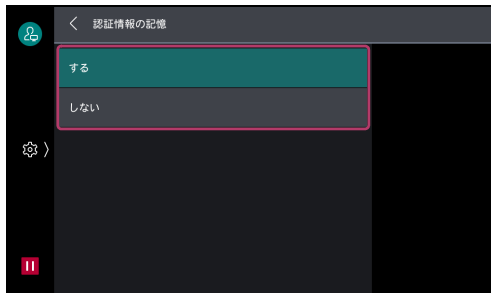 認証情報の記憶
する
しない